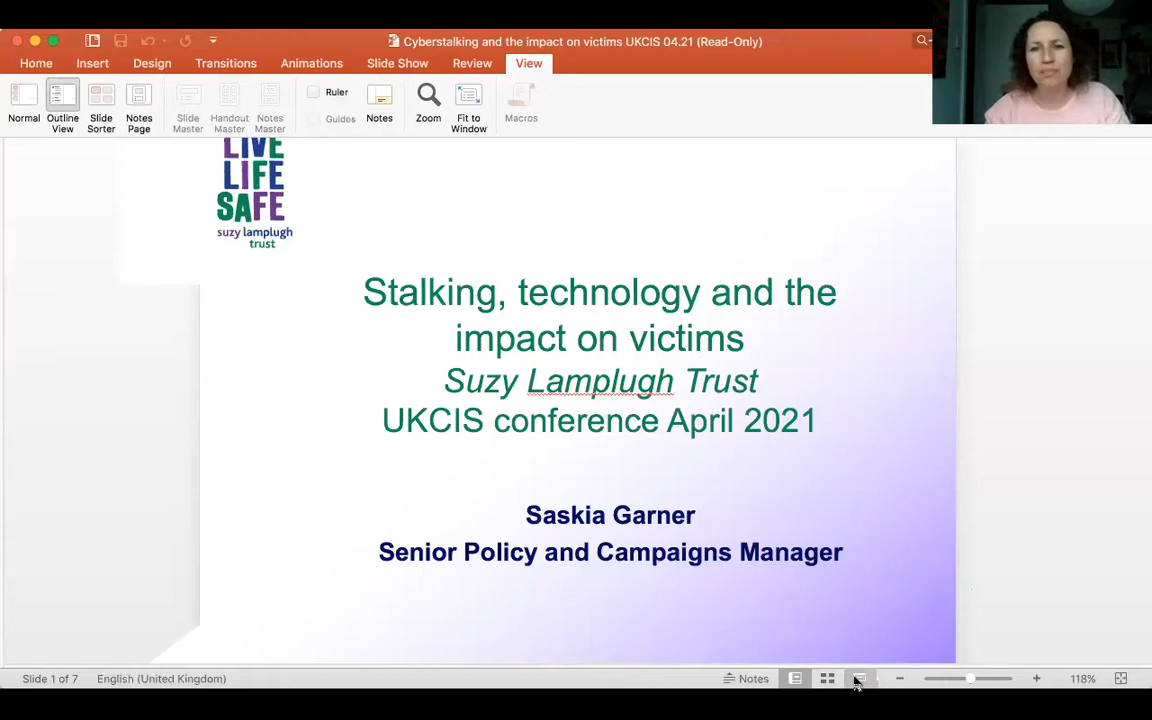 Cyberstalking and the impact on victims UKCIS 04.21 (Read-Only)
Home Insert Design Transitions Animations Slide Show Review View
Normal
Outline View
Slide Sorter
Notes Page
Slide Master
Handout Master
Notes Master
Ruler
Guides
Notes
Zoom
Fit to Window
Macros
LIVE
LIFE
SAFE
suzy lamplugh
trust
Stalking, technology and the
impact on victims
Suzy Lamplugh Trust
UKCIS conference April 2021
Saskia Garner
Senior Policy and Campaigns Manager
Slide 1 of 7 English (United Kingdom) Notes 118%